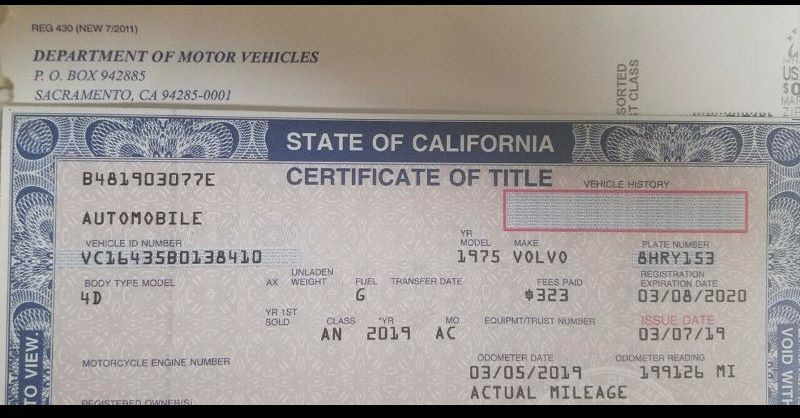 REG 430 (NEW 7/2011)
DEPARTMENT OF MOTOR VEHICLES
P. O. BOX 942885
SACRAMENTO, CA 94285-0001
SORTED
CLASS
US
STATE OF CALIFORNIA
CERTIFICATE OF TITLE
B481903077E
VEHICLE HISTORY
AUTOMOBILE
VEHICLE ID NUMBER YR MODEL MAKE PLATE NUMBER
VC16435B0138410 1975 VOLVO 8HRY153
BODY TYPE MODEL AX UNLADEN WEIGHT FUEL TRANSFER DATE FEES PAID REGISTRATION EXPIRATION DATE
4D G $323 03/08/2020
YR 1ST SOLD CLASS *YR MO EQUIPMT/TRUST NUMBER ISSUE DATE
AN 2019 AC 03/07/19
MOTORCYCLE ENGINE NUMBER ODOMETER DATE ODOMETER READING
03/05/2019 199126 MI
ACTUAL MILEAGE
REGISTERED OWNER(S)
TO VIEW.
VOID WITH